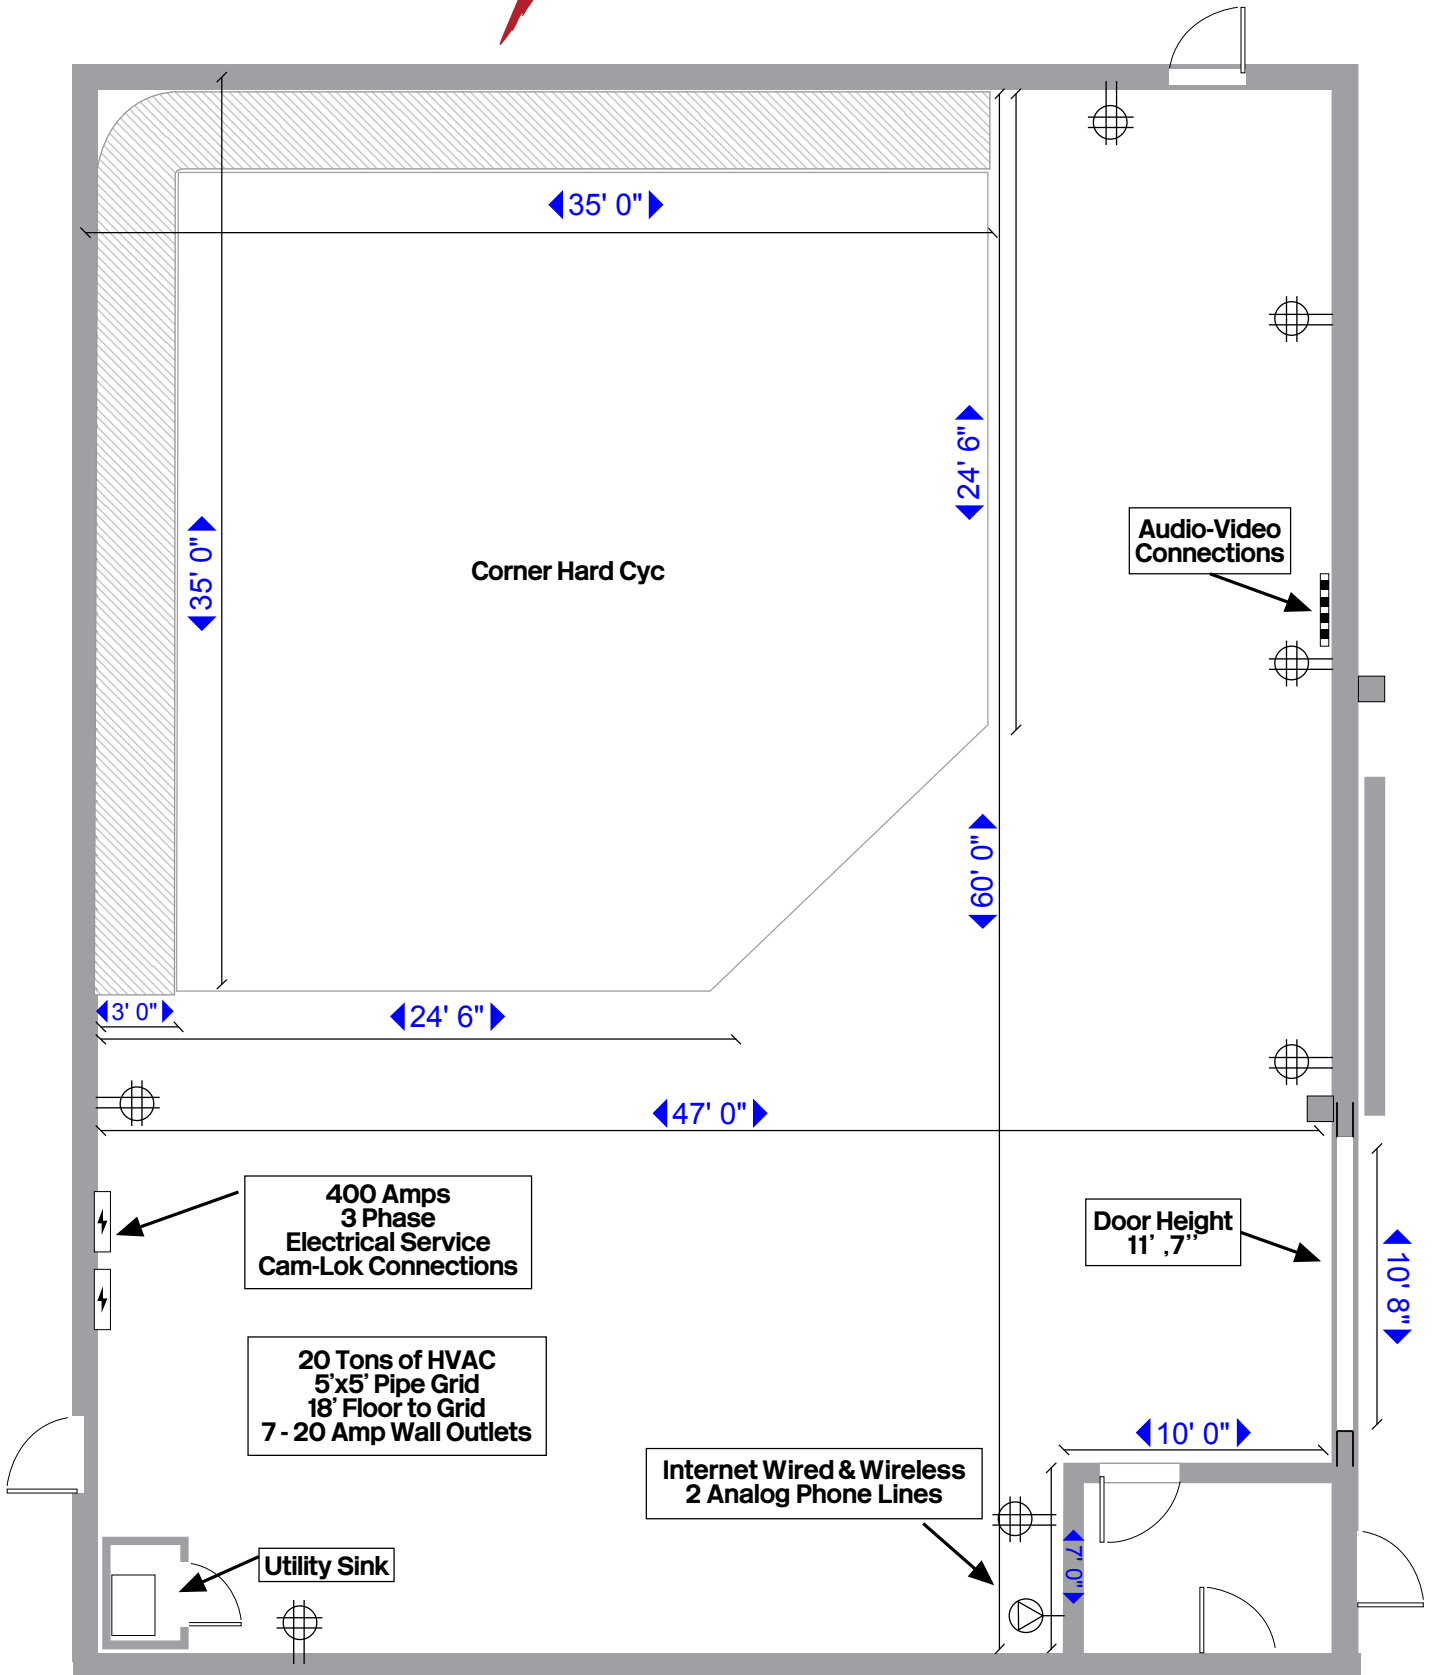 35' 0"
24' 6"
35' 0"
Corner Hard Cyc
Audio-Video
Connections
60' 0"
3' 0"
24' 6"
47' 0"
400 Amps
3 Phase
Electrical Service
Cam-Lok Connections
Door Height
11' ,7''
10' 8"
20 Tons of HVAC
5'x5' Pipe Grid
18' Floor to Grid
7 - 20 Amp Wall Outlets
10' 0"
Internet Wired & Wireless
2 Analog Phone Lines
7' 0"
Utility Sink